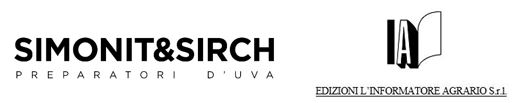 SIMONIT&SIRCH
PREPARATORI D'UVA
IA
EDIZIONI L'INFORMATORE AGRARIO S.r.l.